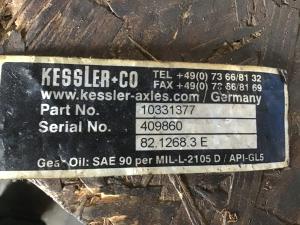 KESSLER+CO TEL +49(0) 73 66/81 32
FAX +49(0) 73 66/81 69
www.kessler-axles.com / Germany
Part No. 10331377
Serial No. 409860
82.1268.3 E
Gear Oil: SAE 90 per MIL-L-2105 D / API-GL5